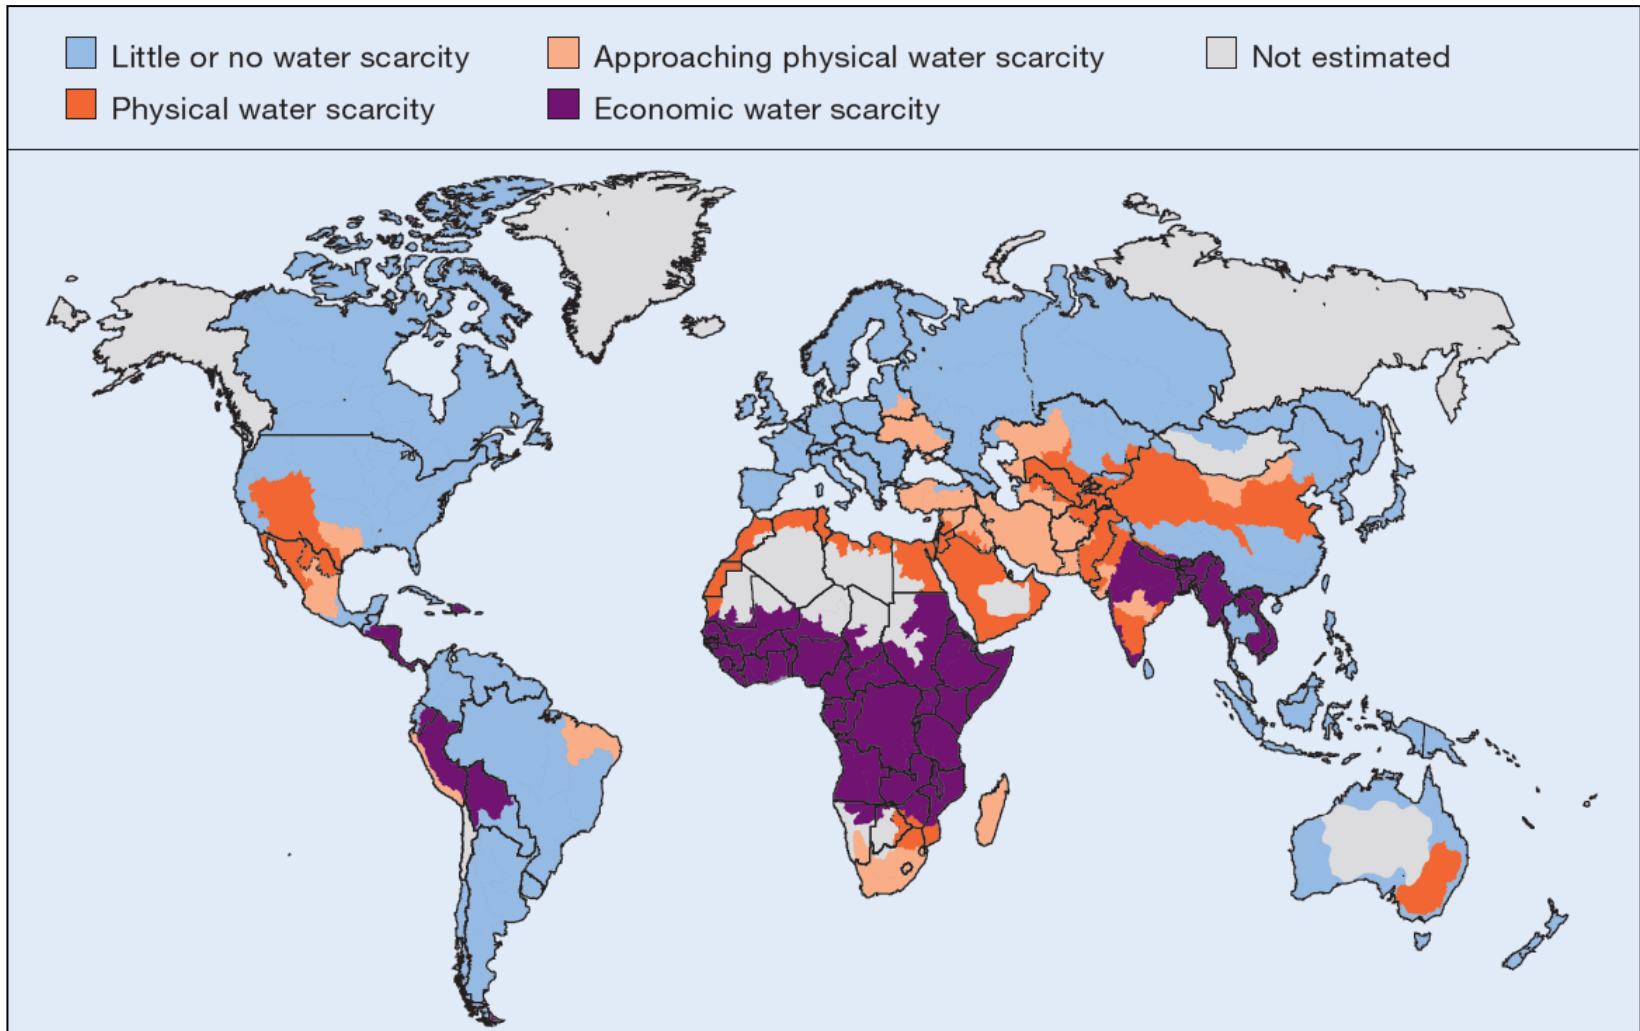 Little or no water scarcity
Approaching physical water scarcity
Not estimated
Physical water scarcity
Economic water scarcity